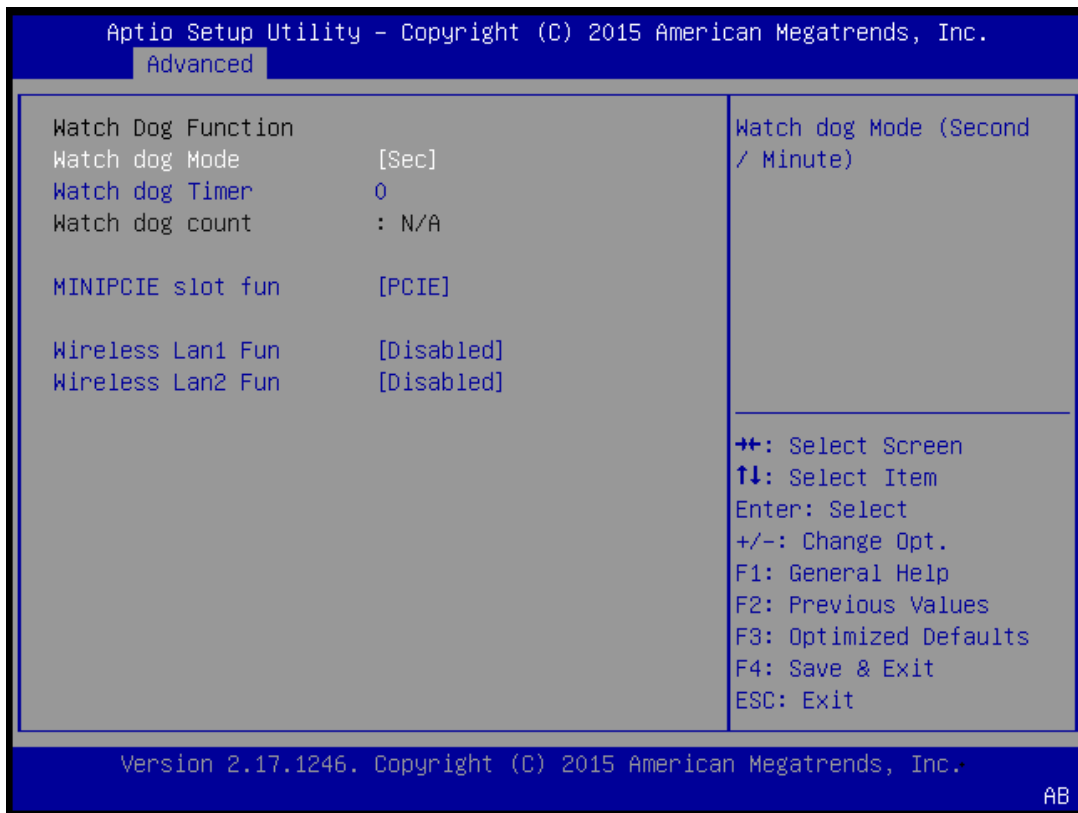 Aptio Setup Utility – Copyright (C) 2015 American Megatrends, Inc.
Advanced
Watch Dog Function
Watch dog Mode [Sec]
Watch dog Timer 0
Watch dog count : N/A
MINIPCIE slot fun [PCIE]
Wireless Lan1 Fun [Disabled]
Wireless Lan2 Fun [Disabled]
Watch dog Mode (Second
/ Minute)
→←: Select Screen
↑↓: Select Item
Enter: Select
+/-: Change Opt.
F1: General Help
F2: Previous Values
F3: Optimized Defaults
F4: Save & Exit
ESC: Exit
Version 2.17.1246. Copyright (C) 2015 American Megatrends, Inc.
AB